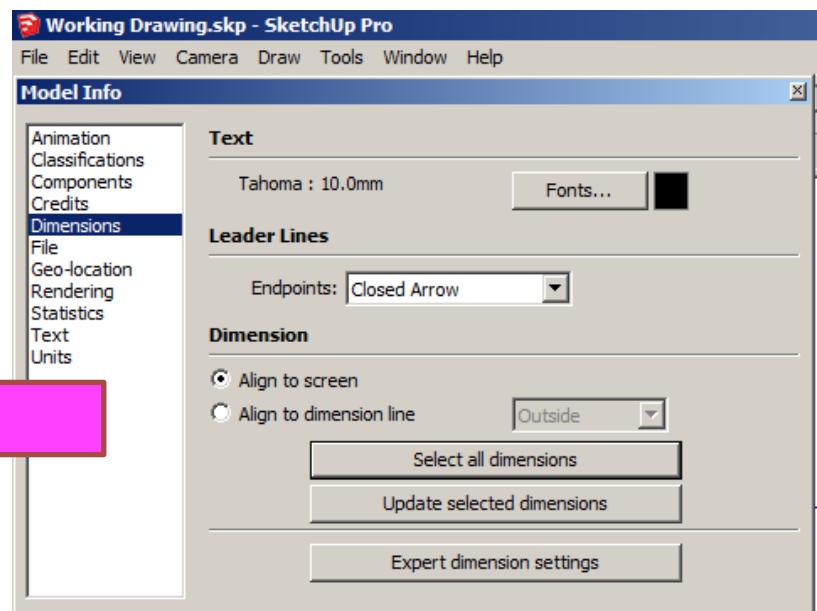 Working Drawing.skp - SketchUp Pro
File Edit View Camera Draw Tools Window Help
Model Info
Animation
Classifications
Components
Credits
Dimensions
File
Geo-location
Rendering
Statistics
Text
Units
Text
Tahoma : 10.0mm
Fonts...
Leader Lines
Endpoints: Closed Arrow
Dimension
Align to screen
Align to dimension line Outside
Select all dimensions
Update selected dimensions
Expert dimension settings